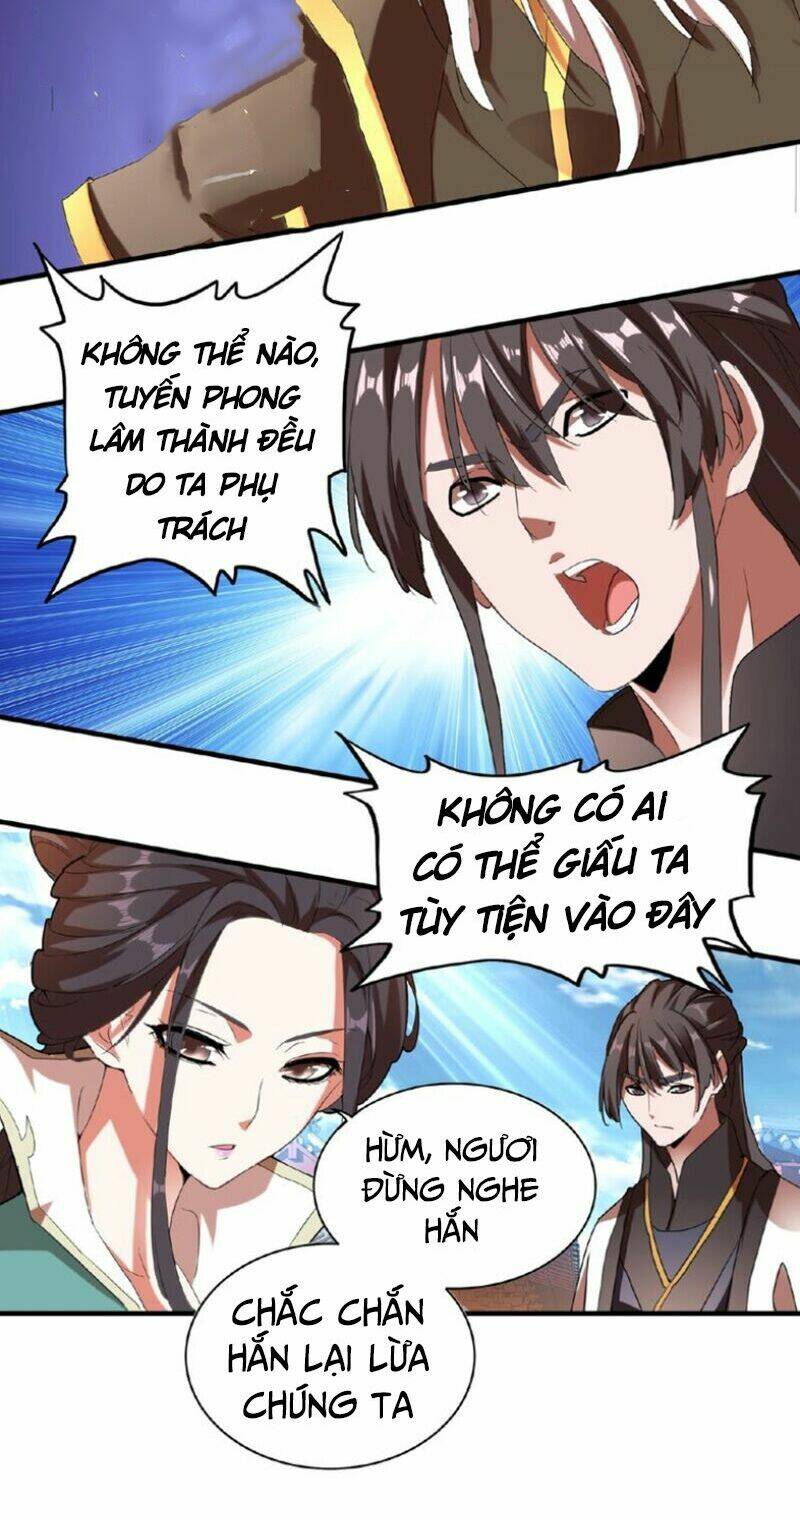 KHÔNG THỂ NÀO,
TUYẾN PHONG
LÂM THÀNH ĐỀU
DO TA PHỤ
TRÁCH
KHÔNG CÓ AI
CÓ THỂ GIẤU TA
TÙY TIỆN VÀO ĐÂY
HỪM, NGƯƠI
ĐỪNG NGHE
HẮN
CHẮC CHẮN
HẮN LẠI LỪA
CHÚNG TA